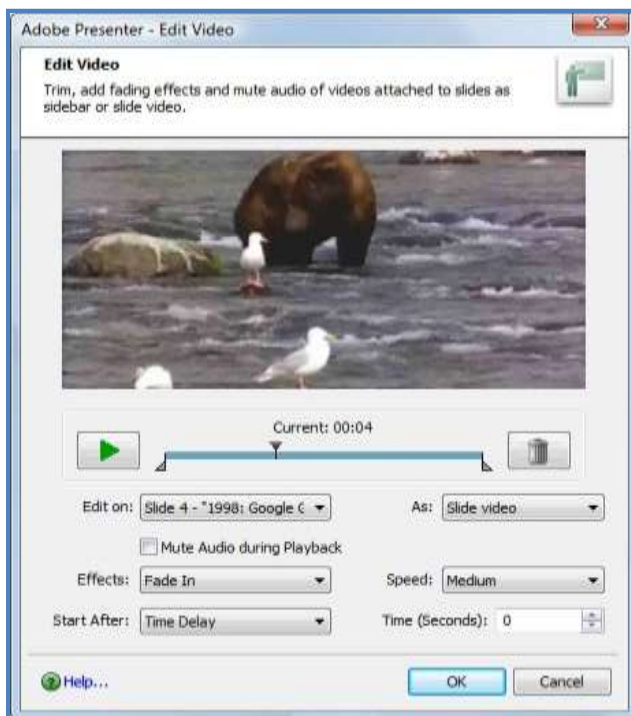 Adobe Presenter - Edit Video
Edit Video
Trim, add fading effects and mute audio of videos attached to slides as
sidebar or slide video.
Current: 00:04
Edit on: Slide 4 - "1998: Google G As: Slide video
Mute Audio during Playback
Effects: Fade In Speed: Medium
Start After: Time Delay Time (Seconds): 0
Help... OK Cancel